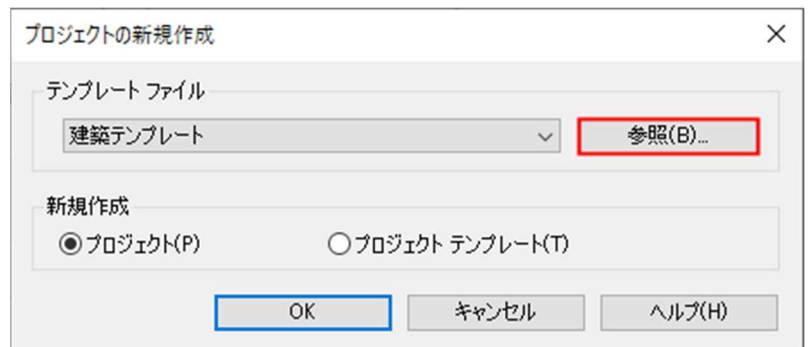 プロジェクトの新規作成
テンプレート ファイル
建築テンプレート 参照(B)...
新規作成
プロジェクト(P) プロジェクト テンプレート(T)
OK キャンセル ヘルプ(H)